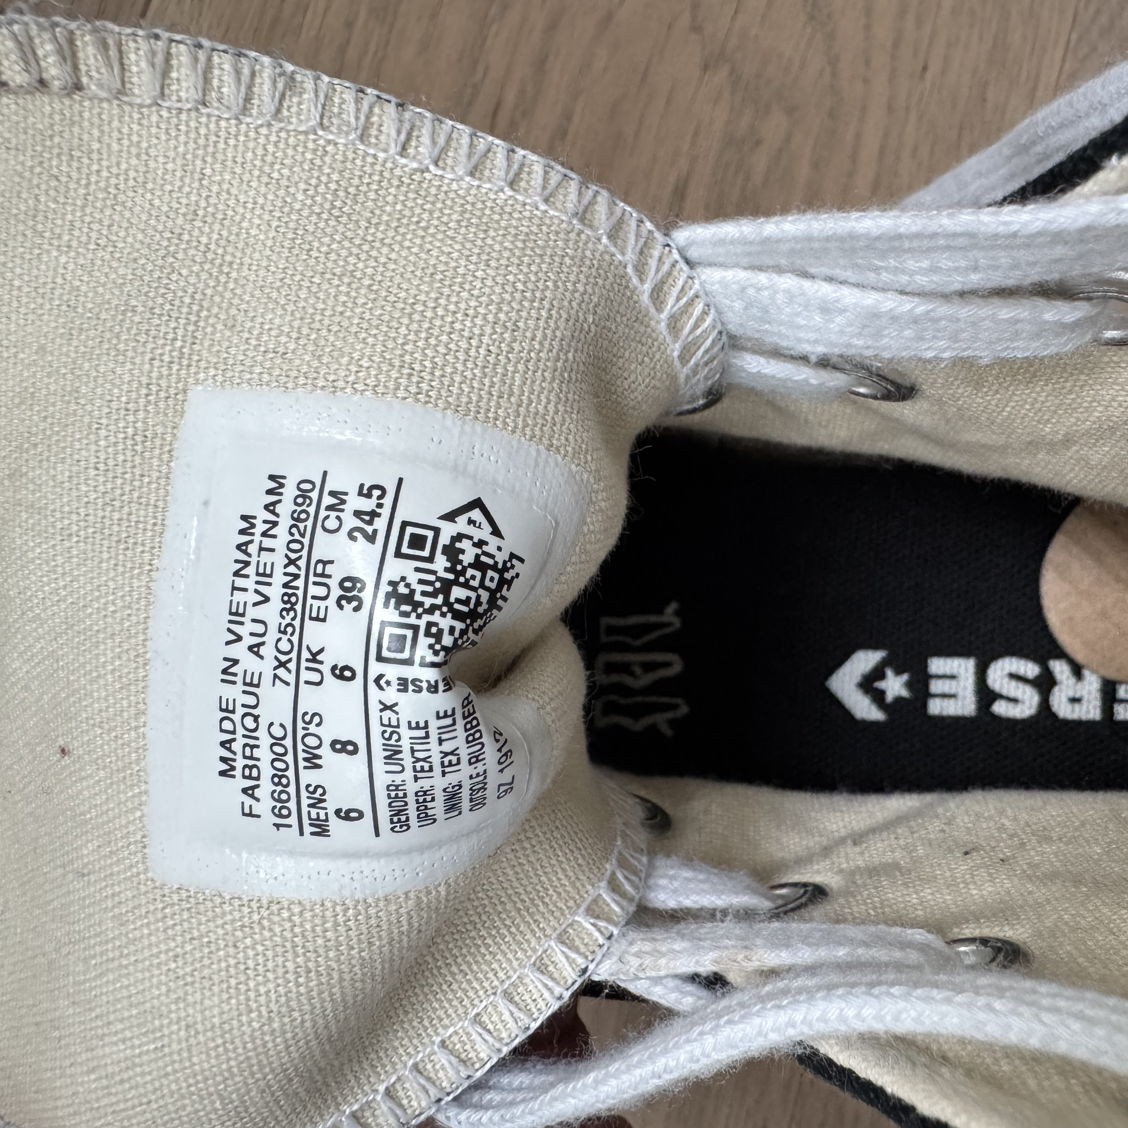 MADE IN VIETNAM
FABRIQUE AU VIETNAM
166800C 7XC538NX02690
MENS WO'S UK EUR CM
6 8 6 39 24.5
GENDER: UNISEX
UPPER: TEXTILE
LINING: TEXTILE
OUTSOLE: RUBBER